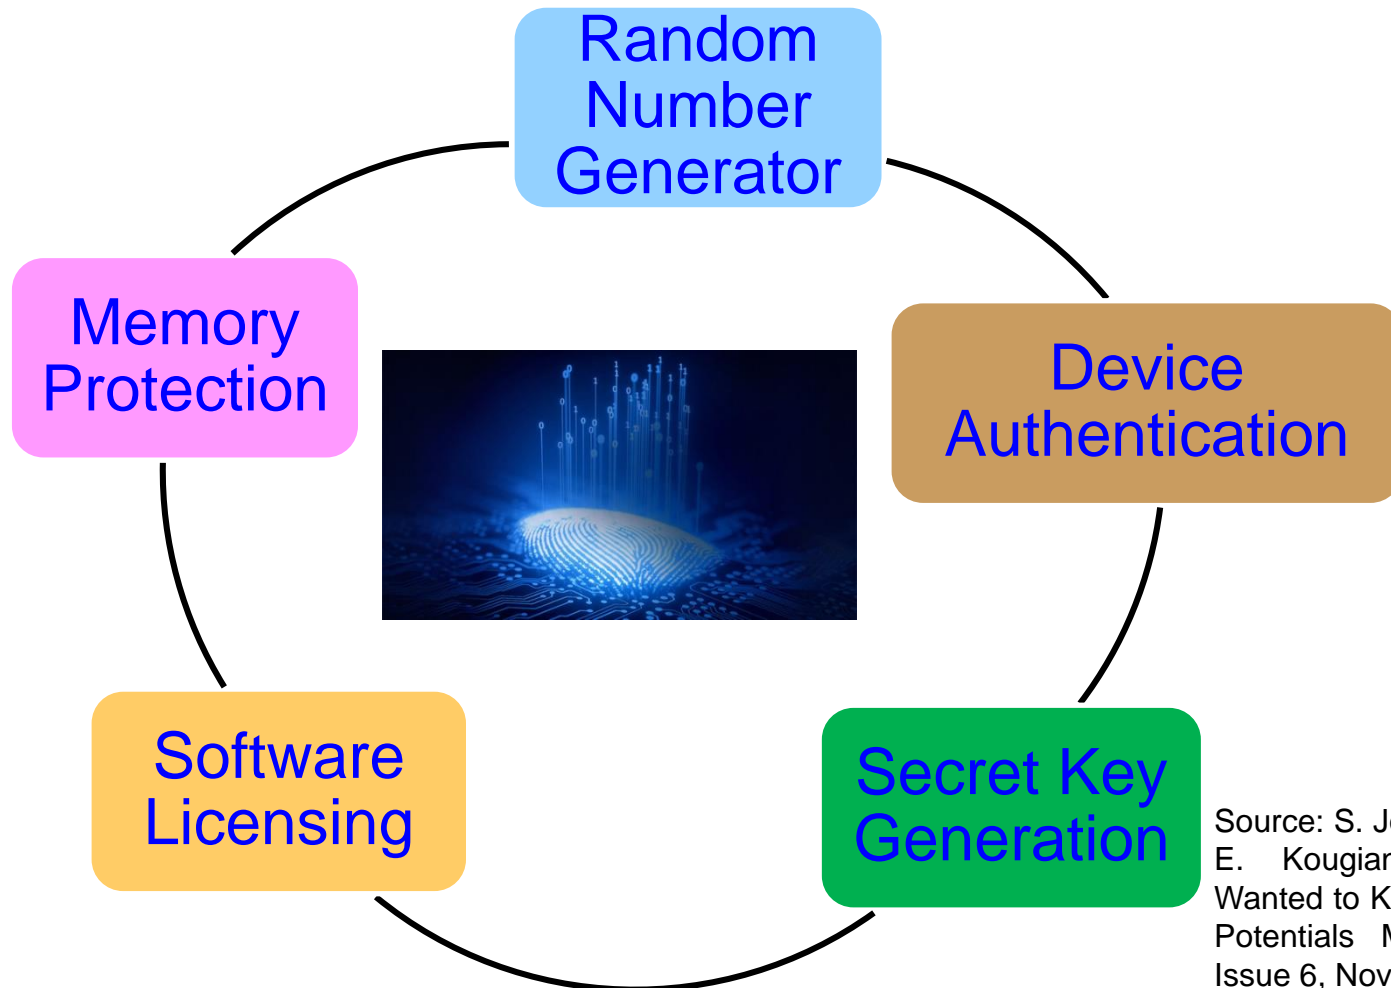 Random
Number
Generator
Memory
Protection
Device
Authentication
Software
Licensing
Secret Key
Generation
Source: S.
E.
Wanted to
Potentials
Issue 6,